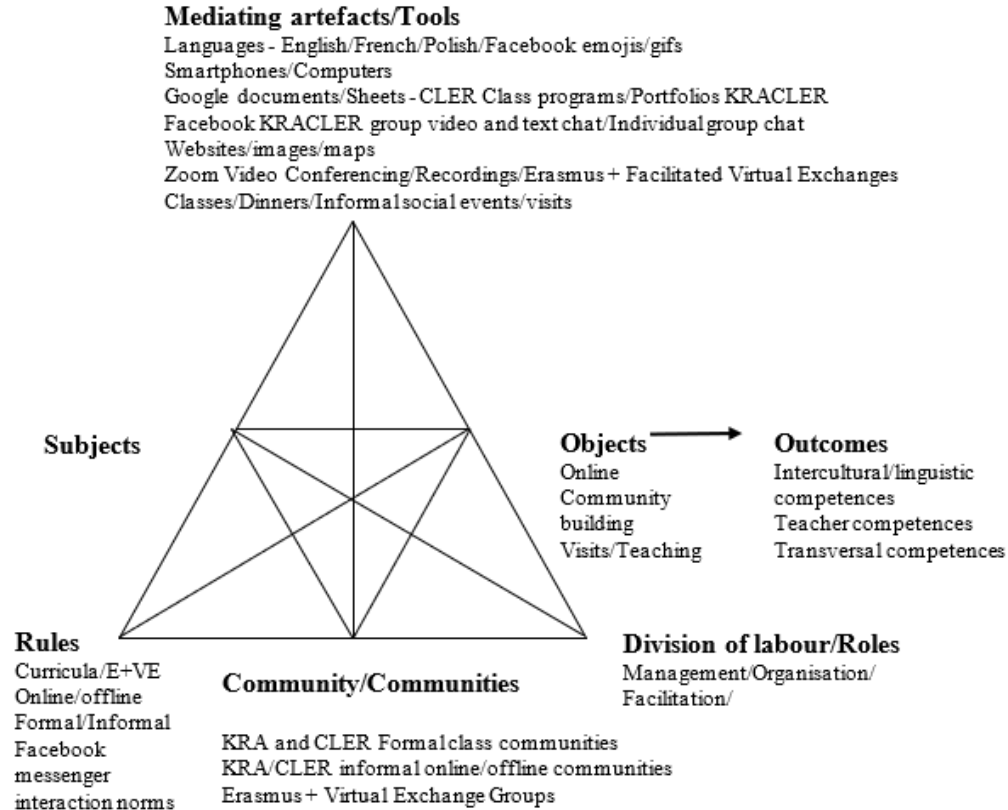 Mediating artefacts/Tools
Languages - English/French/Polish/Facebook emojis/gifs
Smartphones/Computers
Google documents/Sheets - CLER Class programs/Portfolios KRACLER
Facebook KRACLER group video and text chat/Individual group chat
Websites/images/maps
Zoom Video Conferencing/Recordings/Erasmus + Facilitated Virtual Exchanges
Classes/Dinners/Informal social events/visits
Subjects
Objects
Online
Community
building
Visits/Teaching
Outcomes
Intercultural/linguistic
competences
Teacher competences
Transversal competences
Rules
Curricula/E+VE
Online/offline
Formal/Informal
Facebook
messenger
interaction norms
Community/Communities
KRA and CLER Formal class communities
KRA/CLER informal online/offline communities
Erasmus + Virtual Exchange Groups
Division of labour/Roles
Management/Organisation/
Facilitation/